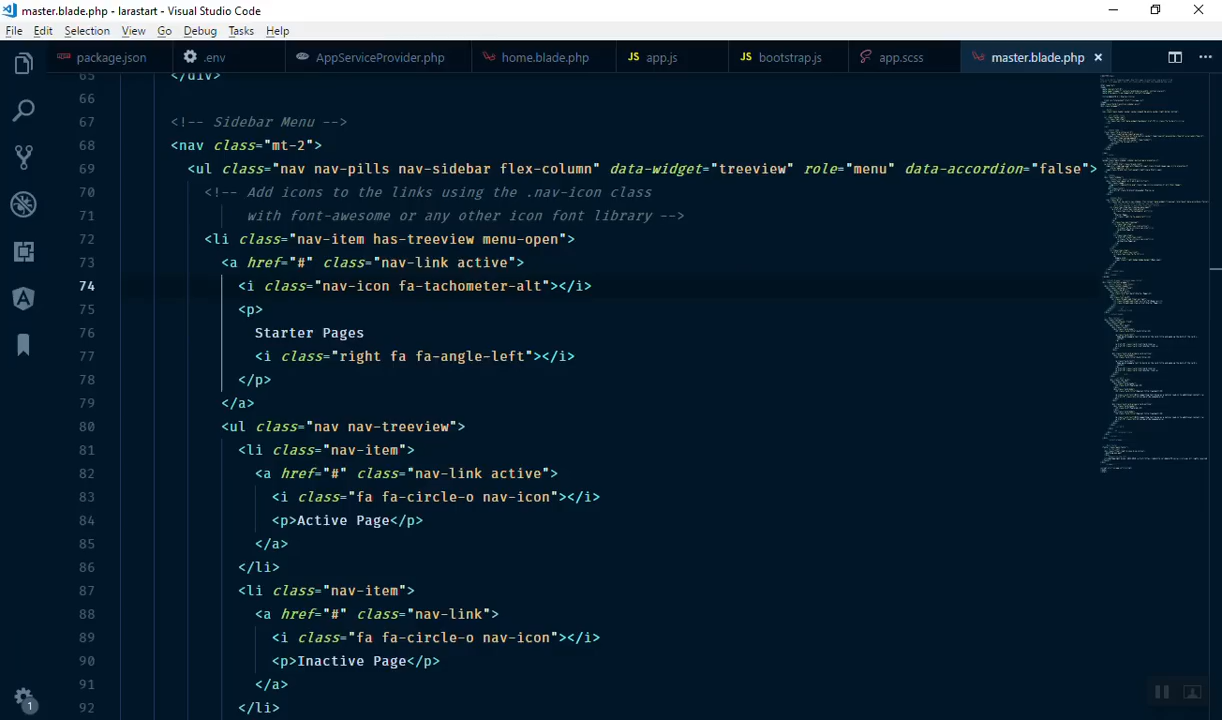 master.blade.php - larastart - Visual Studio Code
File Edit Selection View Go Debug Tasks Help
package.json .env AppServiceProvider.php home.blade.php JS app.js JS bootstrap.js app.scss master.blade.php
65 </div>
66
67 <!-- Sidebar Menu -->
68 <nav class="mt-2">
69 <ul class="nav nav-pills nav-sidebar flex-column" data-widget="treeview" role="menu" data-accordion="false">
70 <!-- Add icons to the links using the .nav-icon class
71 with font-awesome or any other icon font library -->
72 <li class="nav-item has-treeview menu-open">
73 <a href="#" class="nav-link active">
74 <i class="nav-icon fa-tachometer-alt"></i>
75 <p>
76 Starter Pages
77 <i class="right fa fa-angle-left"></i>
78 </p>
79 </a>
80 <ul class="nav nav-treeview">
81 <li class="nav-item">
82 <a href="#" class="nav-link active">
83 <i class="fa fa-circle-o nav-icon"></i>
84 <p>Active Page</p>
85 </a>
86 </li>
87 <li class="nav-item">
88 <a href="#" class="nav-link">
89 <i class="fa fa-circle-o nav-icon"></i>
90 <p>Inactive Page</p>
91 </a>
92 </li>
1